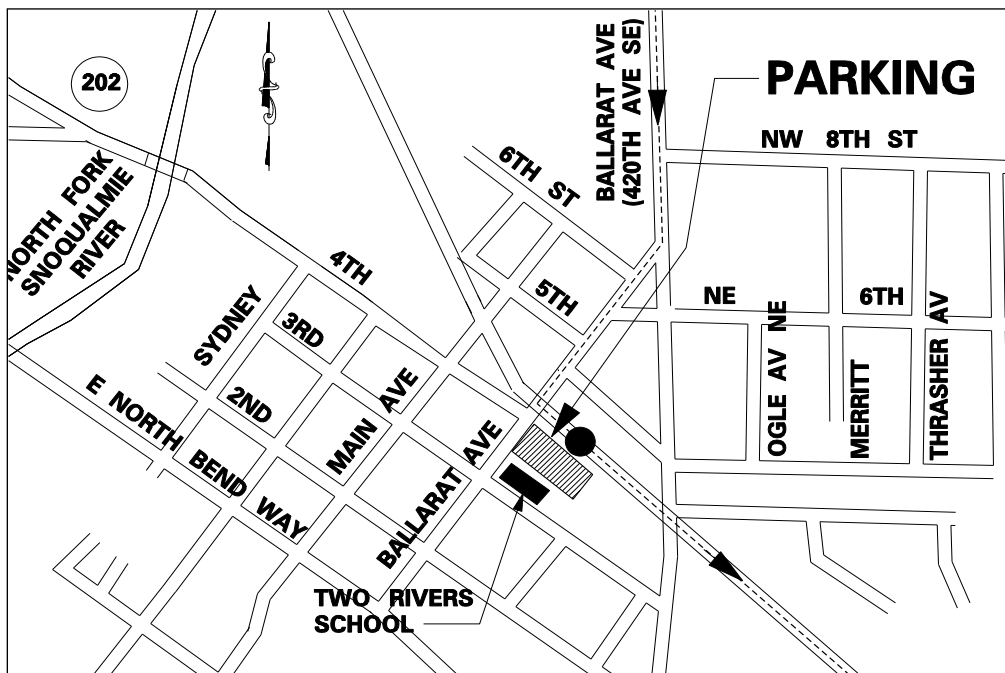 202
BALLARAT AVE
(420TH AVE SE)
PARKING
NW 8TH ST
6TH ST
NORTH FORK
SNOQUALMIE
RIVER
4TH
5TH
NE 6TH
SYDNEY
3RD
OGLE AV NE
MERRITT
THRASHER AV
E NORTH BEND WAY
2ND
MAIN AVE
BALLARAT AVE
TWO RIVERS
SCHOOL